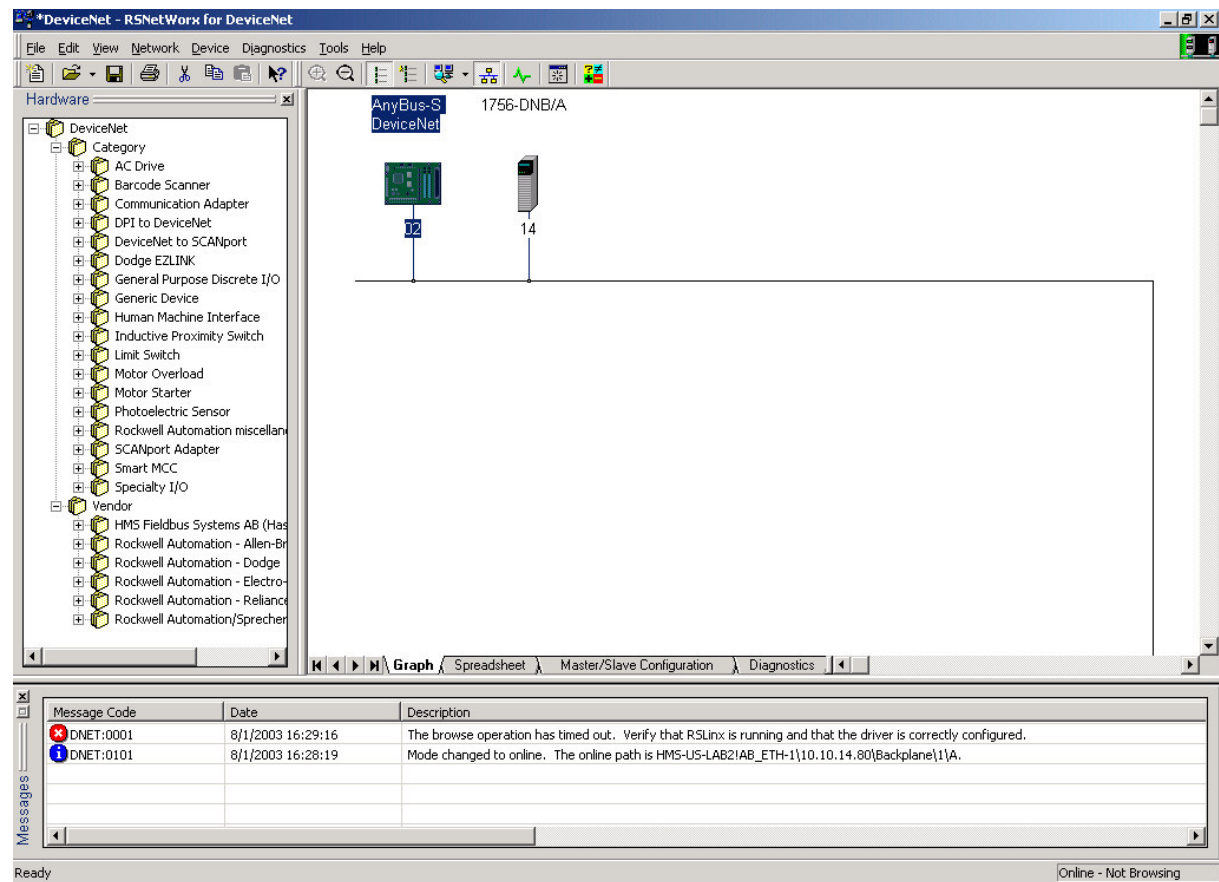 *DeviceNet - RSNetWorx for DeviceNet
File Edit View Network Device Diagnostics Tools Help
Hardware
DeviceNet
Category
AC Drive
Barcode Scanner
Communication Adapter
DPI to DeviceNet
DeviceNet to SCANport
Dodge EZLINK
General Purpose Discrete I/O
Generic Device
Human Machine Interface
Inductive Proximity Switch
Limit Switch
Motor Overload
Motor Starter
Photoelectric Sensor
Rockwell Automation miscellan
SCANport Adapter
Smart MCC
Specialty I/O
Vendor
HMS Fieldbus Systems AB (Has
Rockwell Automation - Allen-Br
Rockwell Automation - Dodge
Rockwell Automation - Electro-
Rockwell Automation - Reliance
Rockwell Automation/Sprecher
AnyBus-S
DeviceNet
02
1756-DNB/A
14
Graph Spreadsheet Master/Slave Configuration Diagnostics
Messages
Message Code Date Description
DNET:0001 8/1/2003 16:29:16 The browse operation has timed out. Verify that RSLinx is running and that the driver is correctly configured.
DNET:0101 8/1/2003 16:28:19 Mode changed to online. The online path is HMS-US-LAB2!AB_ETH-1\10.10.14.80\Backplane\1\A.
Ready Online - Not Browsing